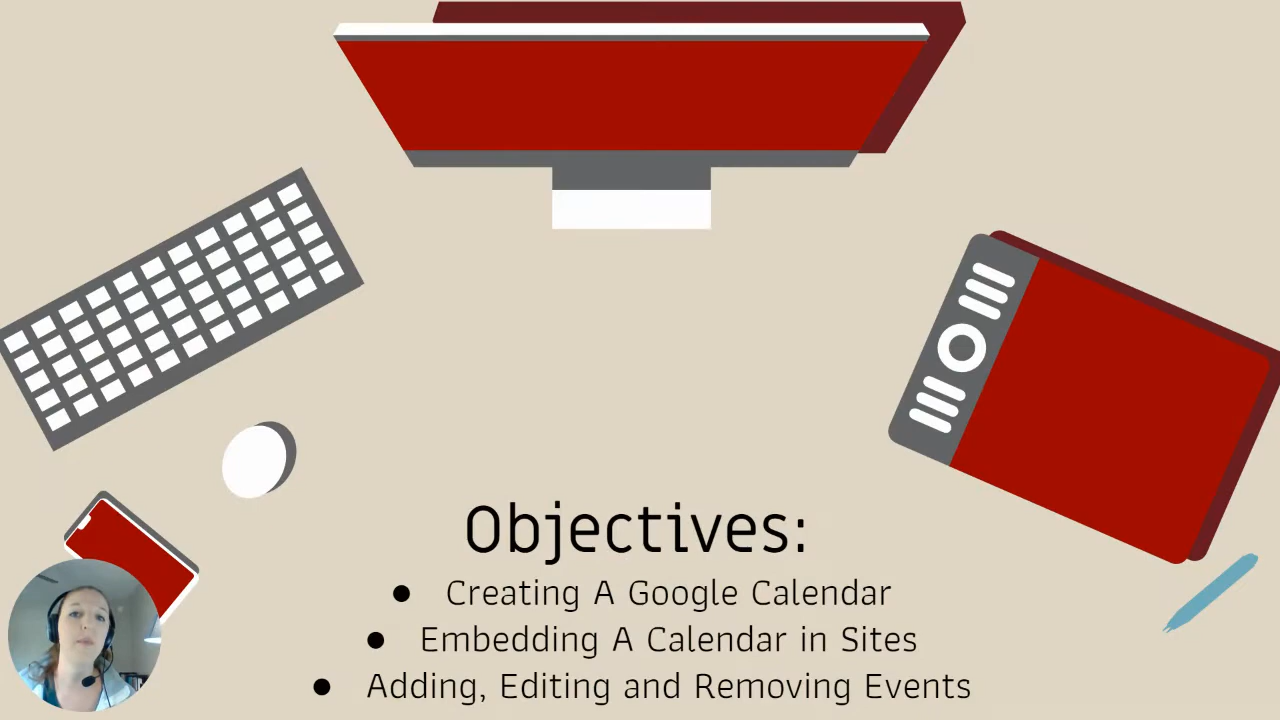 Objectives:
● Creating A Google Calendar
● Embedding A Calendar in Sites
● Adding, Editing and Removing Events